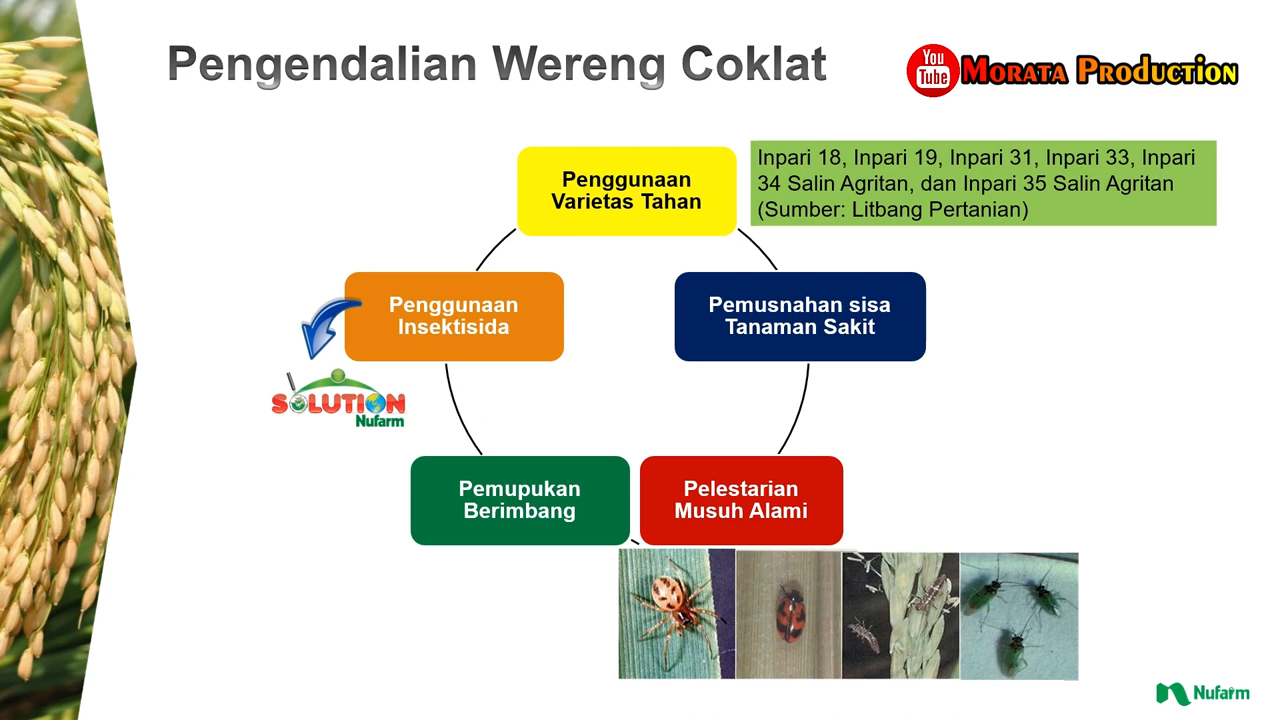 Pengendalian Wereng Coklat
You
Tube
Morata Production
Penggunaan
Varietas Tahan
Inpari 18, Inpari 19, Inpari 31, Inpari 33, Inpari
34 Salin Agritan, dan Inpari 35 Salin Agritan
(Sumber: Litbang Pertanian)
Penggunaan
Insektisida
Pemusnahan sisa
Tanaman Sakit
SOLUTION
Nufarm
Pemupukan
Berimbang
Pelestarian
Musuh Alami
Nufarm